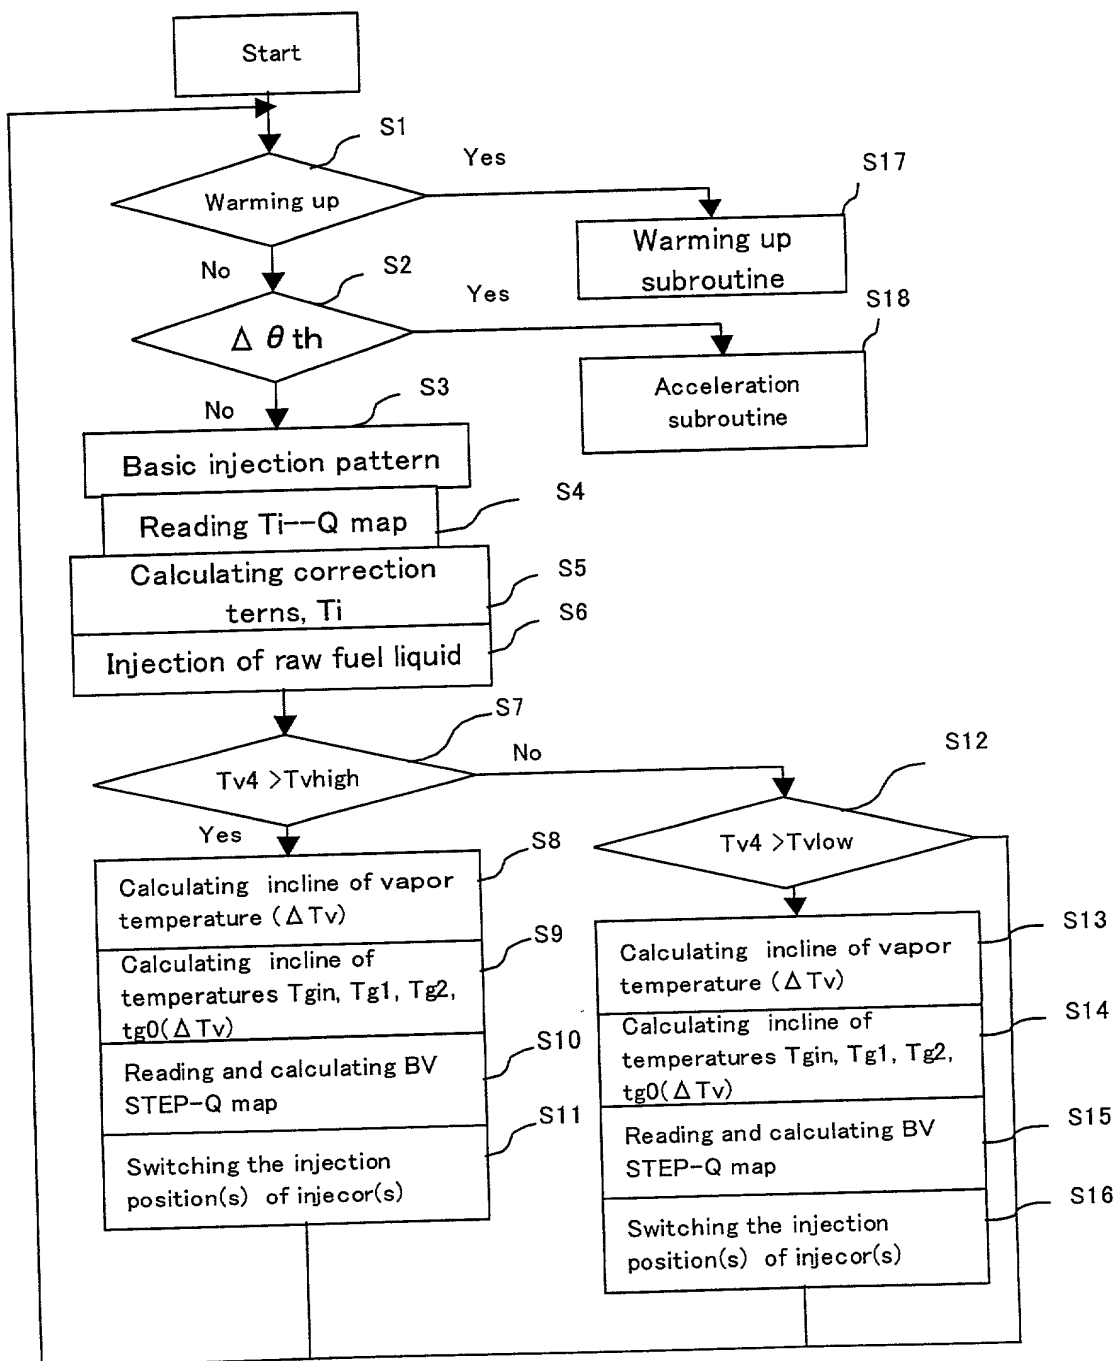 Start
S1
Yes
S17
Warming up
Warming up
subroutine
No
S2
Yes
S18
Δ θ th
Acceleration
subroutine
No
S3
Basic injection pattern
S4
Reading Ti--Q map
Calculating correction
terns, Ti
S5
S6
Injection of raw fuel liquid
S7
No
S12
Tv4 >Tvhigh
Yes
Tv4 >Tvlow
S8
Calculating incline of vapor
temperature (ΔTv)
S9
Calculating incline of
temperatures Tgin, Tg1, Tg2,
tg0(ΔTv)
S10
Reading and calculating BV
STEP-Q map
S11
Switching the injection
position(s) of injecor(s)
S13
Calculating incline of vapor
temperature (ΔTv)
S14
Calculating incline of
temperatures Tgin, Tg1, Tg2,
tg0(ΔTv)
S15
Reading and calculating BV
STEP-Q map
S16
Switching the injection
position(s) of injecor(s)